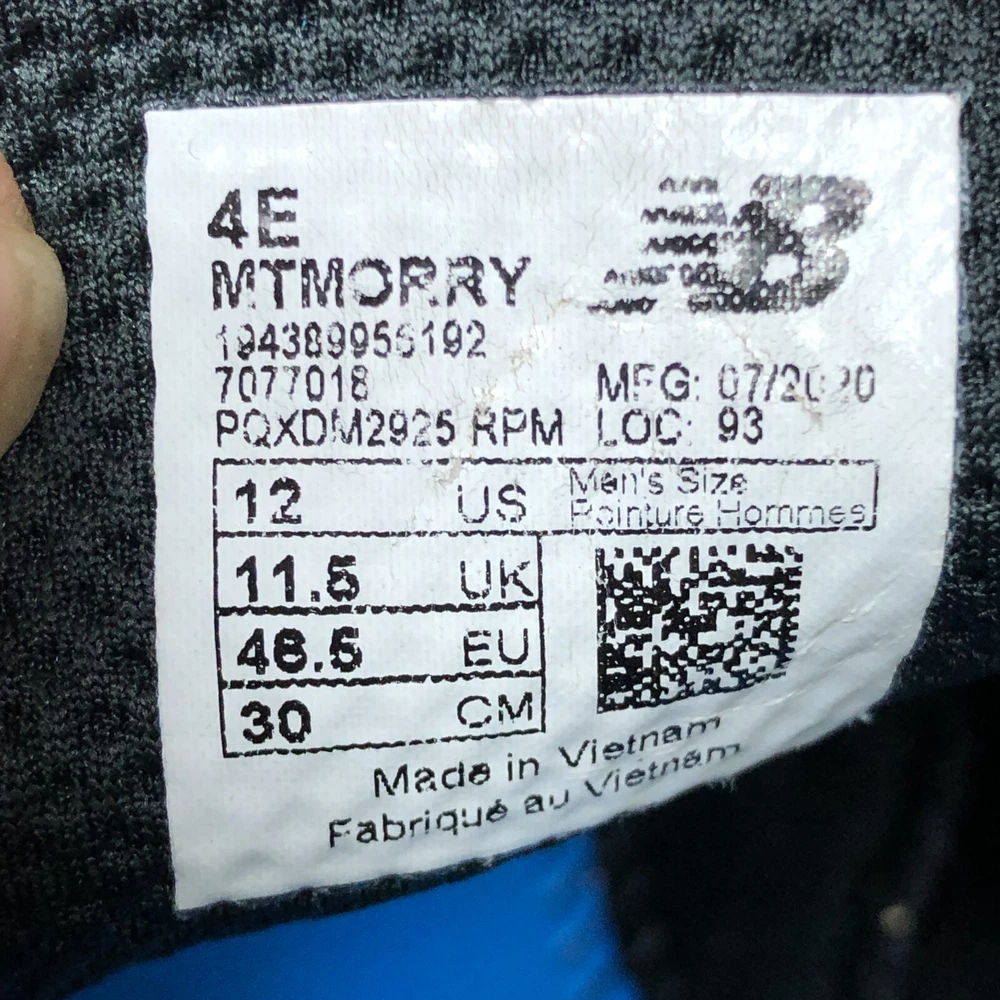 4E
MTMORRY
194389956192
7077018
PQXDM2925 RPM
MFG: 07/2020
LOC: 93
12 US
Men's Size
Pointure Hommes
11.5 UK
46.5 EU
30 CM
Made in Vietnam
Fabriqué au Vietnam